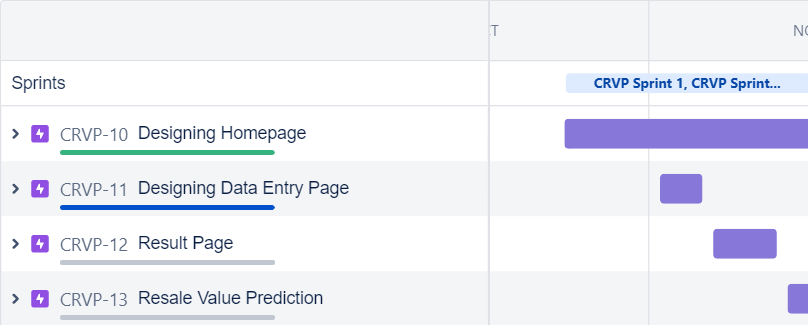 T
NO
Sprints
CRVP Sprint 1, CRVP Sprint...
CRVP-10 Designing Homepage
CRVP-11 Designing Data Entry Page
CRVP-12 Result Page
CRVP-13 Resale Value Prediction